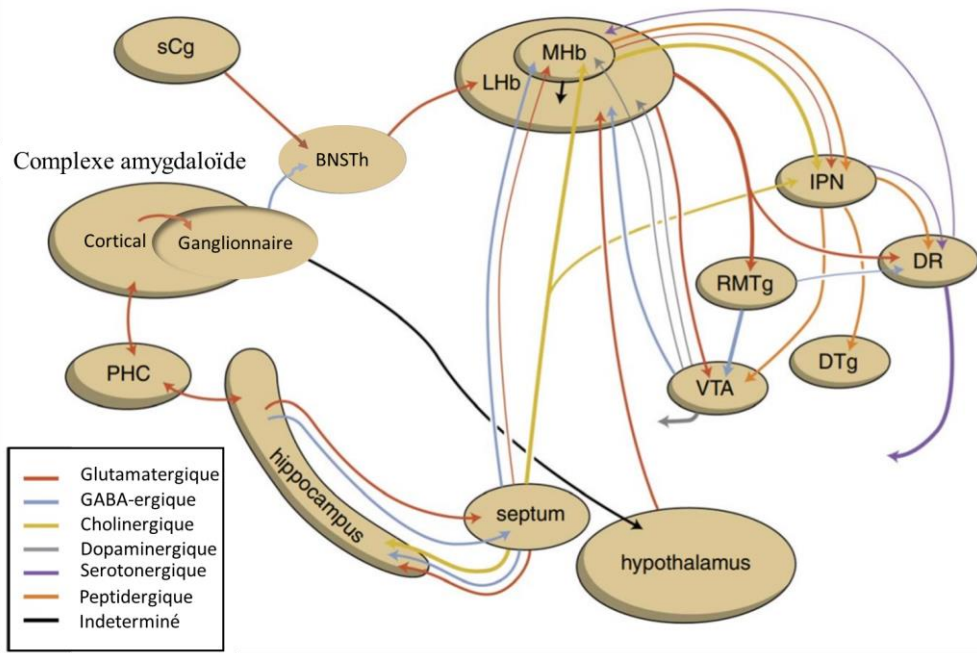 sCg
MHb
LHb
BNSTh
Complexe amygdaloïde
IPN
Cortical
Ganglionnaire
DR
RMTg
PHC
DTg
VTA
hippocampus
septum
hypothalamus
Glutamatergique
GABA-ergique
Cholinergique
Dopaminergique
Serotonergique
Peptidergique
Indeterminé